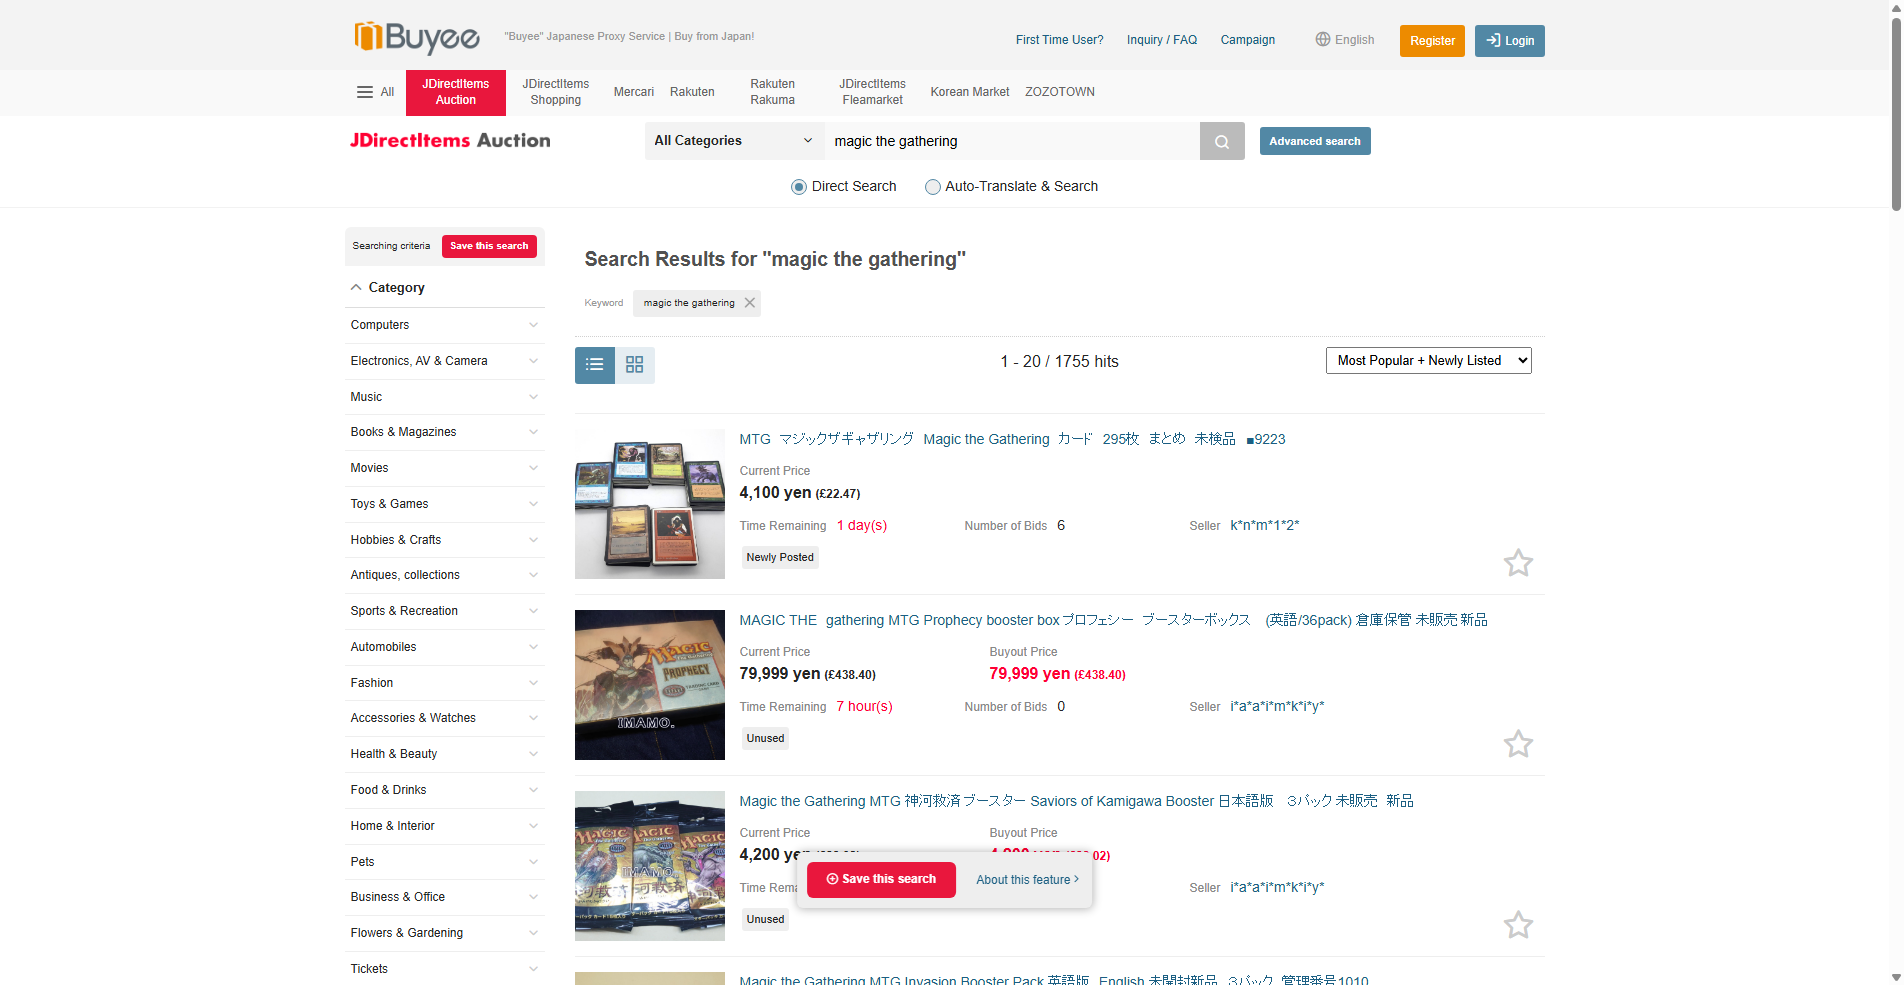 Buyee
"Buyee" Japanese Proxy Service | Buy from Japan!
First Time User?
Inquiry / FAQ
Campaign
English
Register
Login
All
JDirectItems Auction
JDirectItems Shopping
Mercari
Rakuten
Rakuten Rakuma
JDirectItems Fleamarket
Korean Market
ZOZOTOWN
JDirectItems Auction
All Categories
magic the gathering
Advanced search
Direct Search
Auto-Translate & Search
Searching criteria
Save this search
Category
Computers
Electronics, AV & Camera
Music
Books & Magazines
Movies
Toys & Games
Hobbies & Crafts
Antiques, collections
Sports & Recreation
Automobiles
Fashion
Accessories & Watches
Health & Beauty
Food & Drinks
Home & Interior
Pets
Business & Office
Flowers & Gardening
Tickets
Search Results for "magic the gathering"
Keyword
magic the gathering
1 - 20 / 1755 hits
Most Popular + Newly Listed
MTG マジックザギャザリング Magic the Gathering カード 295枚 まとめ 未検品 ■9223
Current Price
4,100 yen (£22.47)
Time Remaining 1 day(s)
Number of Bids 6
Seller k*n*m*1*2*
Newly Posted
MAGIC THE gathering MTG Prophecy booster box プロフェシー ブースターボックス (英語/36pack) 倉庫保管 未販売 新品
Current Price
79,999 yen (£438.40)
Buyout Price
79,999 yen (£438.40)
Time Remaining 7 hour(s)
Number of Bids 0
Seller i*a*a*i*m*k*i*y*
Unused
MAGIC
PROPHECY
IMAMO.
Magic the Gathering MTG 神河救済 ブースター Saviors of Kamigawa Booster 日本語版 3パック 未販売 新品
Current Price
4,200 ye
Buyout Price
02)
Time Rema
Seller i*a*a*i*m*k*i*y*
Unused
MAGIC
MAGIC
MAGIC
IMAMO.
Save this search
About this feature
Magic the Gathering MTG Invasion Booster Pack 英語版 English 未開封新品 3パック 管理番号1010